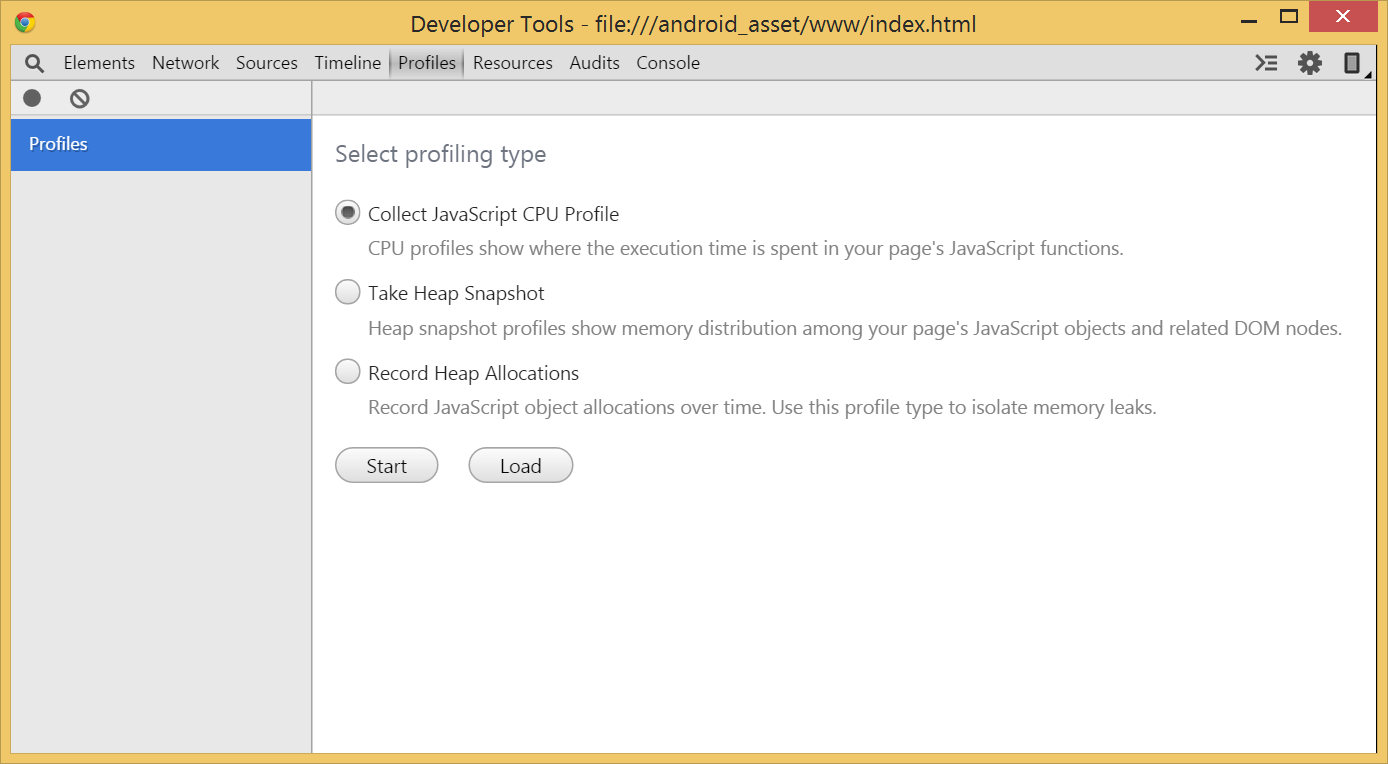 Developer Tools - file:///android_asset/www/index.html
Elements Network Sources Timeline Profiles Resources Audits Console
Profiles
Select profiling type
Collect JavaScript CPU Profile
CPU profiles show where the execution time is spent in your page's JavaScript functions.
Take Heap Snapshot
Heap snapshot profiles show memory distribution among your page's JavaScript objects and related DOM nodes.
Record Heap Allocations
Record JavaScript object allocations over time. Use this profile type to isolate memory leaks.
Start Load